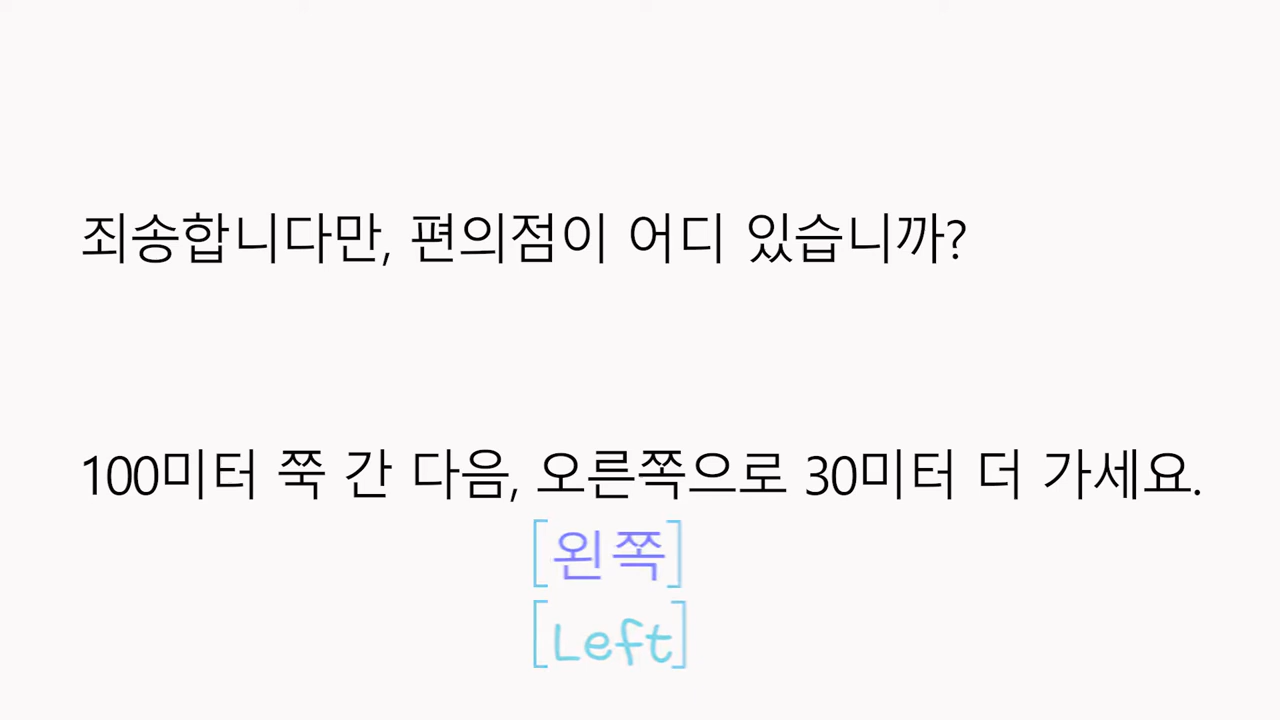 죄송합니다만, 편의점이 어디 있습니까?
100미터 쭉 간 다음, 오른쪽으로 30미터 더 가세요.
[왼쪽]
[Left]